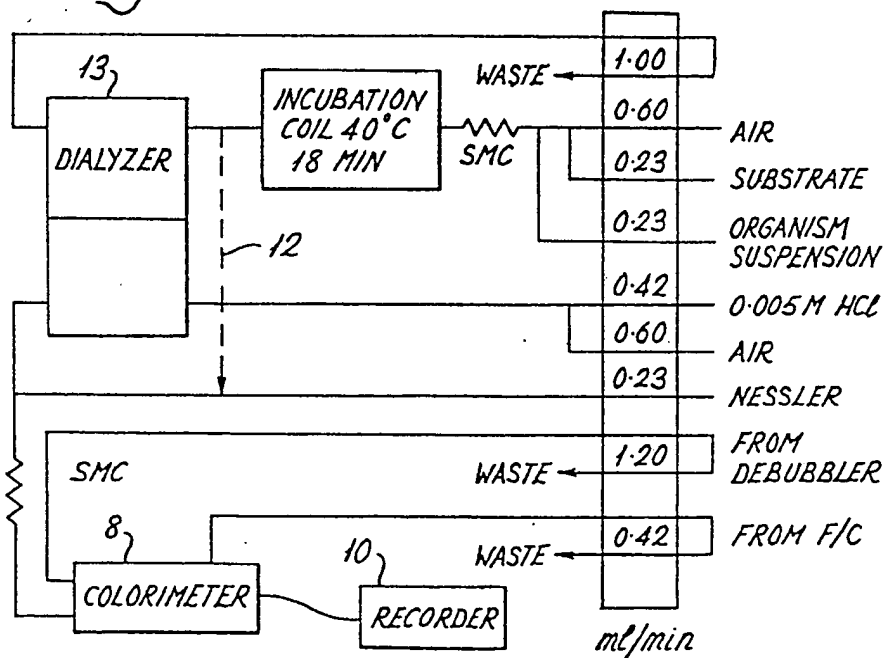 13
DIALYZER
INCUBATION
COIL 40°C
18 MIN
SMC
12
WASTE
1·00
0·60
AIR
0·23
SUBSTRATE
0·23
ORGANISM
SUSPENSION
0·42
0·005M HCl
0·60
AIR
0·23
NESSLER
SMC
WASTE
1·20
FROM
DEBUBBLER
8
COLORIMETER
10
RECORDER
WASTE
0·42
FROM F/C
ml/min